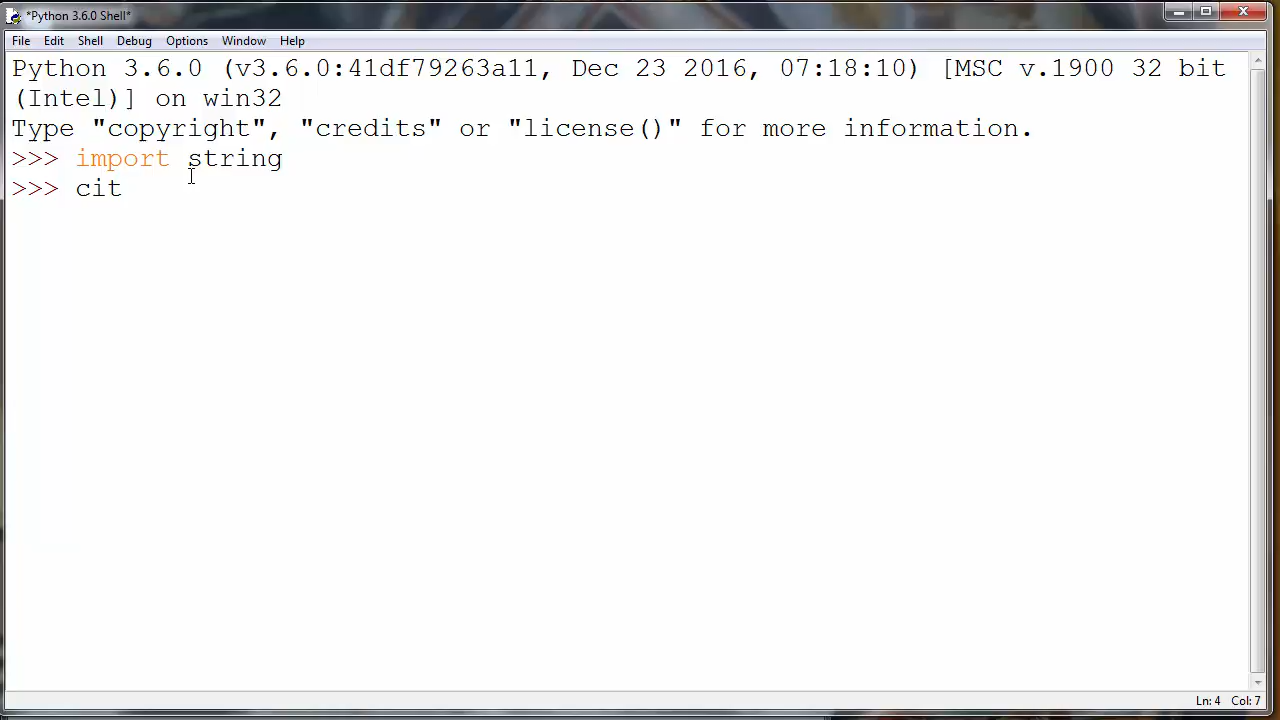 *Python 3.6.0 Shell*
File Edit Shell Debug Options Window Help
Python 3.6.0 (v3.6.0:41df79263a11, Dec 23 2016, 07:18:10) [MSC v.1900 32 bit
(Intel)] on win32
Type "copyright", "credits" or "license()" for more information.
>>> import string
>>> cit
Ln: 4 Col: 7